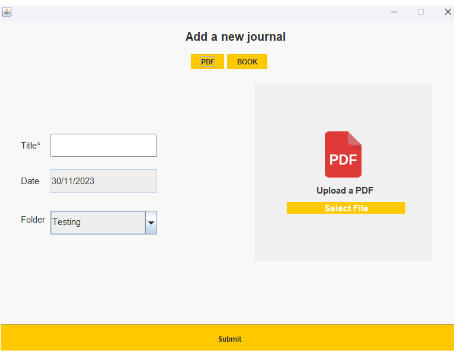 Add a new journal
PDF BOOK
Title*
Date 30/11/2023
Folder Testing
PDF
Upload a PDF
Select File
Submit